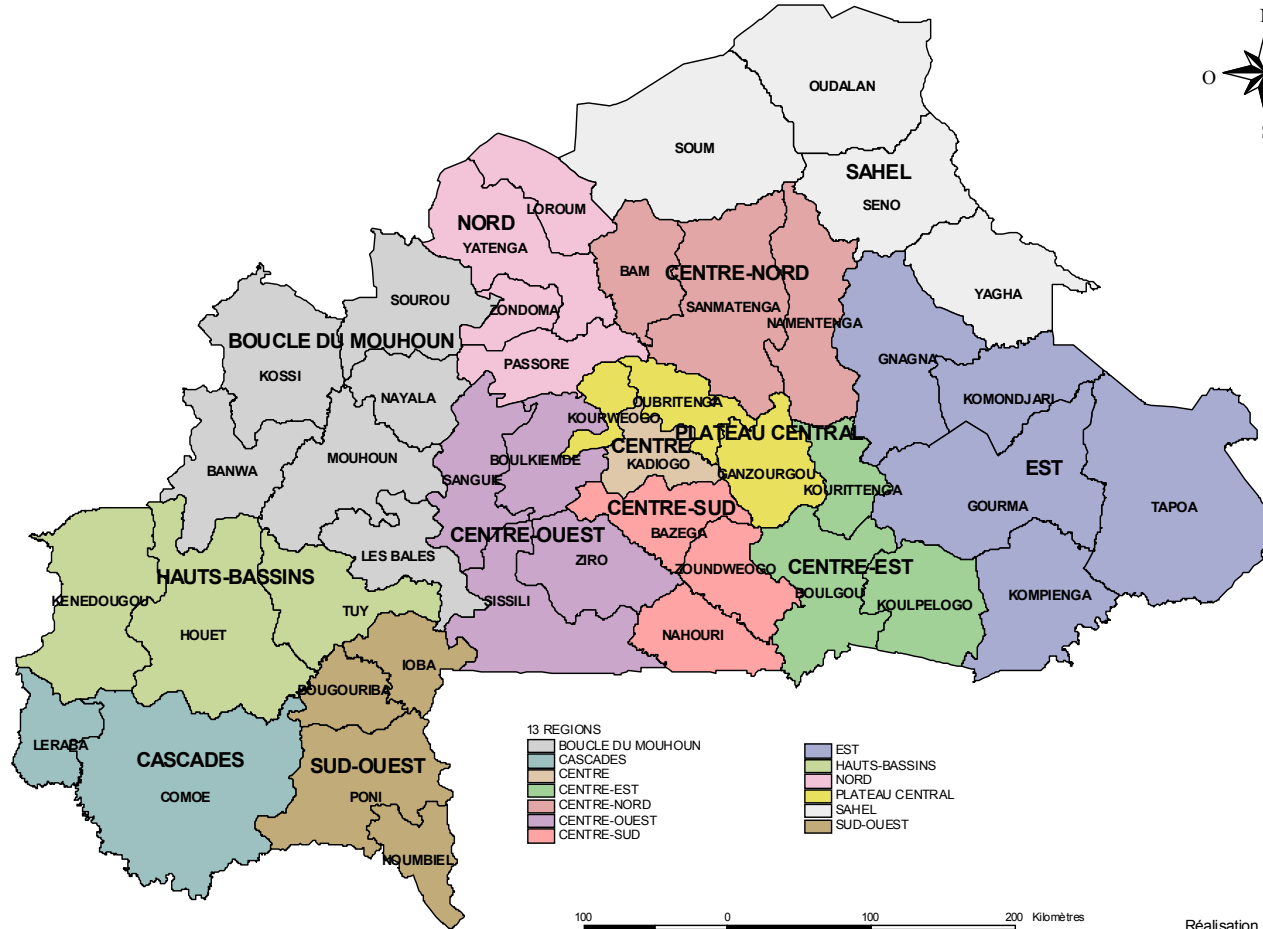 OUDALAN
O
SOUM
SAHEL
SENO
LOROUM
NORD
YATENGA
BAM
CENTRE-NORD
SANMATENGA
YAGHA
SOUROU
ZONDOMA
NAMENTENGA
BOUCLE DU MOUHOUN
KOSSI
PASSORE
GNAGNA
NAYALA
KOMONDJARI
OUBRITENGA
KOURWEOGO
PLATEAU CENTRAL
CENTRE
KADIOGO
BOULKIEMDE
MOUHOUN
BANWA
SANGUIE
GANZOURGOU
KOURITTENGA
EST
GOURMA
TAPOA
CENTRE-SUD
BAZEGA
CENTRE-OUEST
LES BALES
ZIRO
ZOUNDWEOGO
CENTRE-EST
BOULGOU
KOULPELOGO
KOMPIENGA
HAUTS-BASSINS
KENEDOUGOU
TUY
SISSILI
HOUET
NAHOURI
IOBA
BOUGOURIBA
LERABA
CASCADES
COMOE
SUD-OUEST
PONI
NOUMBIEL
13 REGIONS
BOUCLE DU MOUHOUN
CASCADES
CENTRE
CENTRE-EST
CENTRE-NORD
CENTRE-OUEST
CENTRE-SUD
EST
HAUTS-BASSINS
NORD
PLATEAU CENTRAL
SAHEL
SUD-OUEST
100 0 100 200 Kilomètres
Réalisation